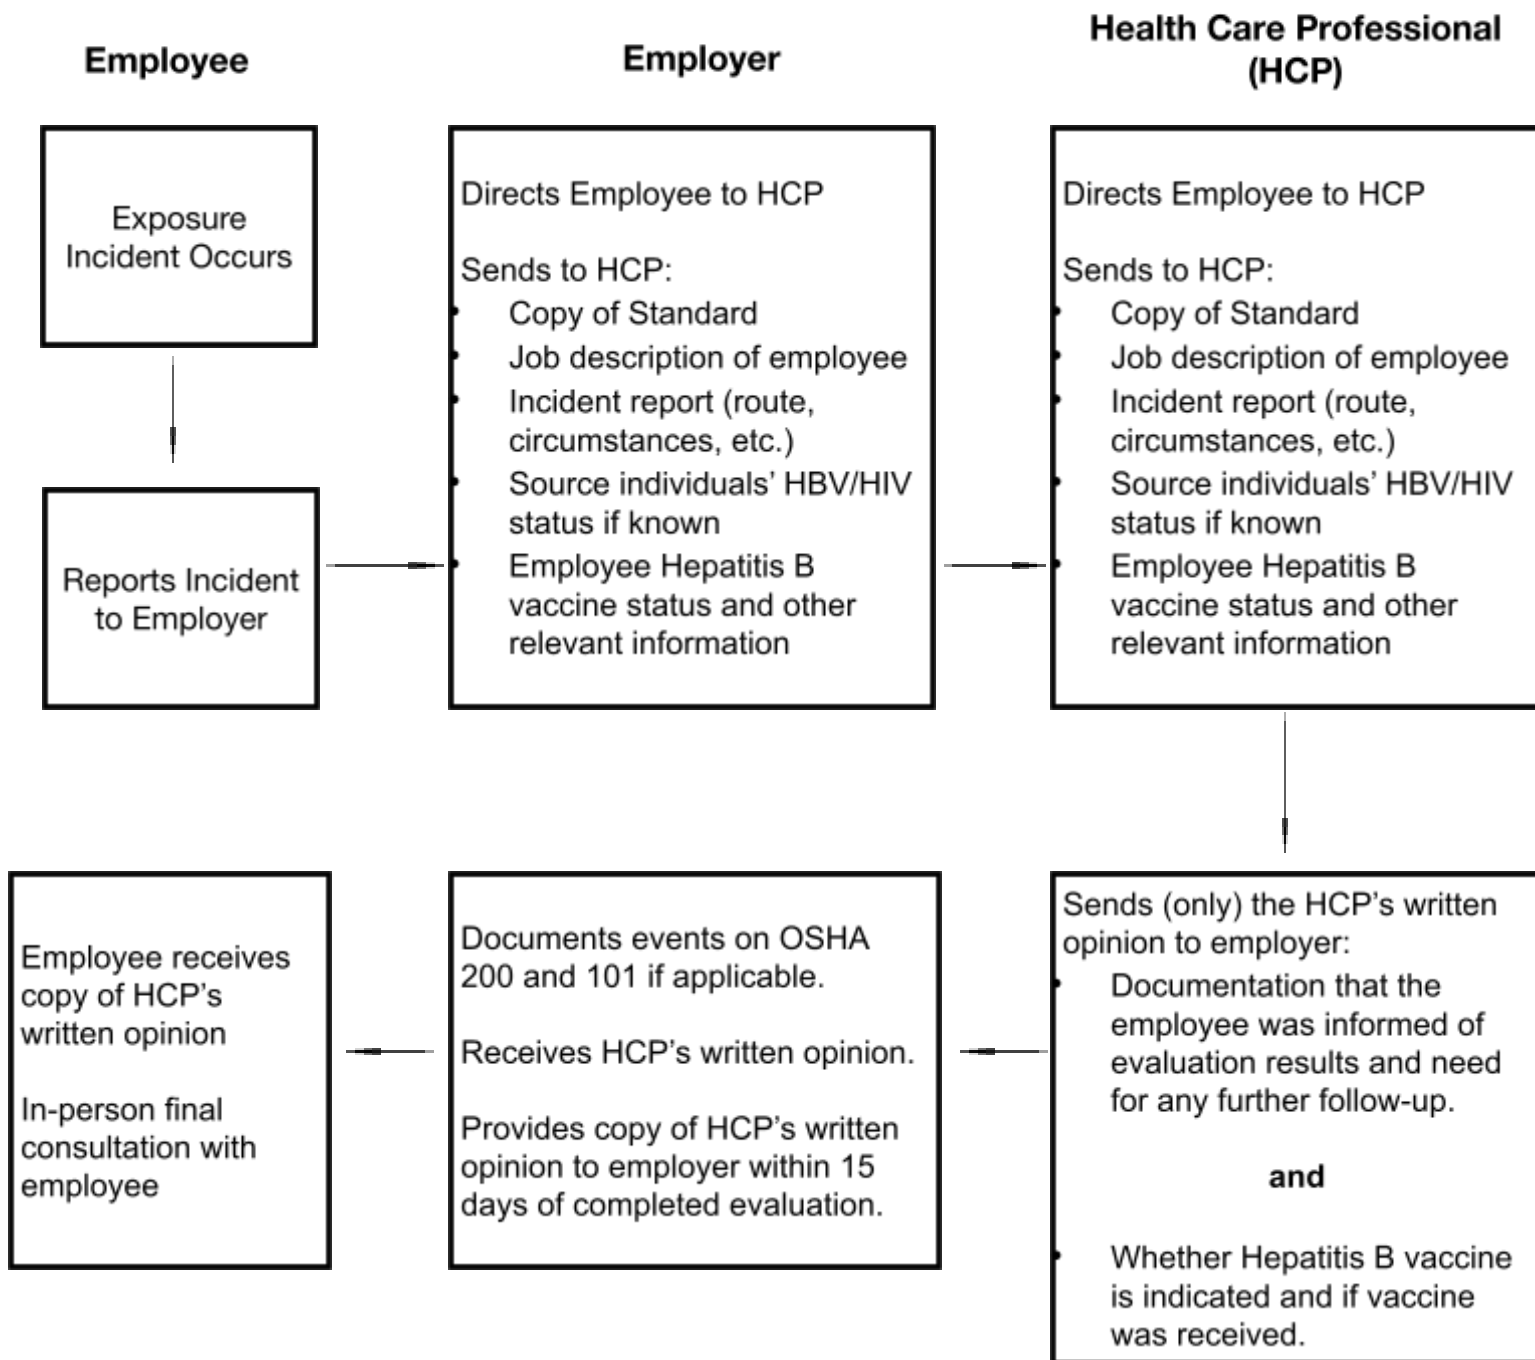 Employee
Employer
Health Care Professional
(HCP)
Exposure
Incident Occurs
Reports Incident
to Employer
Directs Employee to HCP
Sends to HCP:
• Copy of Standard
• Job description of employee
• Incident report (route,
circumstances, etc.)
• Source individuals’ HBV/HIV
status if known
• Employee Hepatitis B
vaccine status and other
relevant information
Directs Employee to HCP
Sends to HCP:
• Copy of Standard
• Job description of employee
• Incident report (route,
circumstances, etc.)
• Source individuals’ HBV/HIV
status if known
• Employee Hepatitis B
vaccine status and other
relevant information
Sends (only) the HCP’s written
opinion to employer:
• Documentation that the
employee was informed of
evaluation results and need
for any further follow-up.
and
• Whether Hepatitis B vaccine
is indicated and if vaccine
was received.
Documents events on OSHA
200 and 101 if applicable.
Receives HCP’s written opinion.
Provides copy of HCP’s written
opinion to employer within 15
days of completed evaluation.
Employee receives
copy of HCP’s
written opinion
In-person final
consultation with
employee